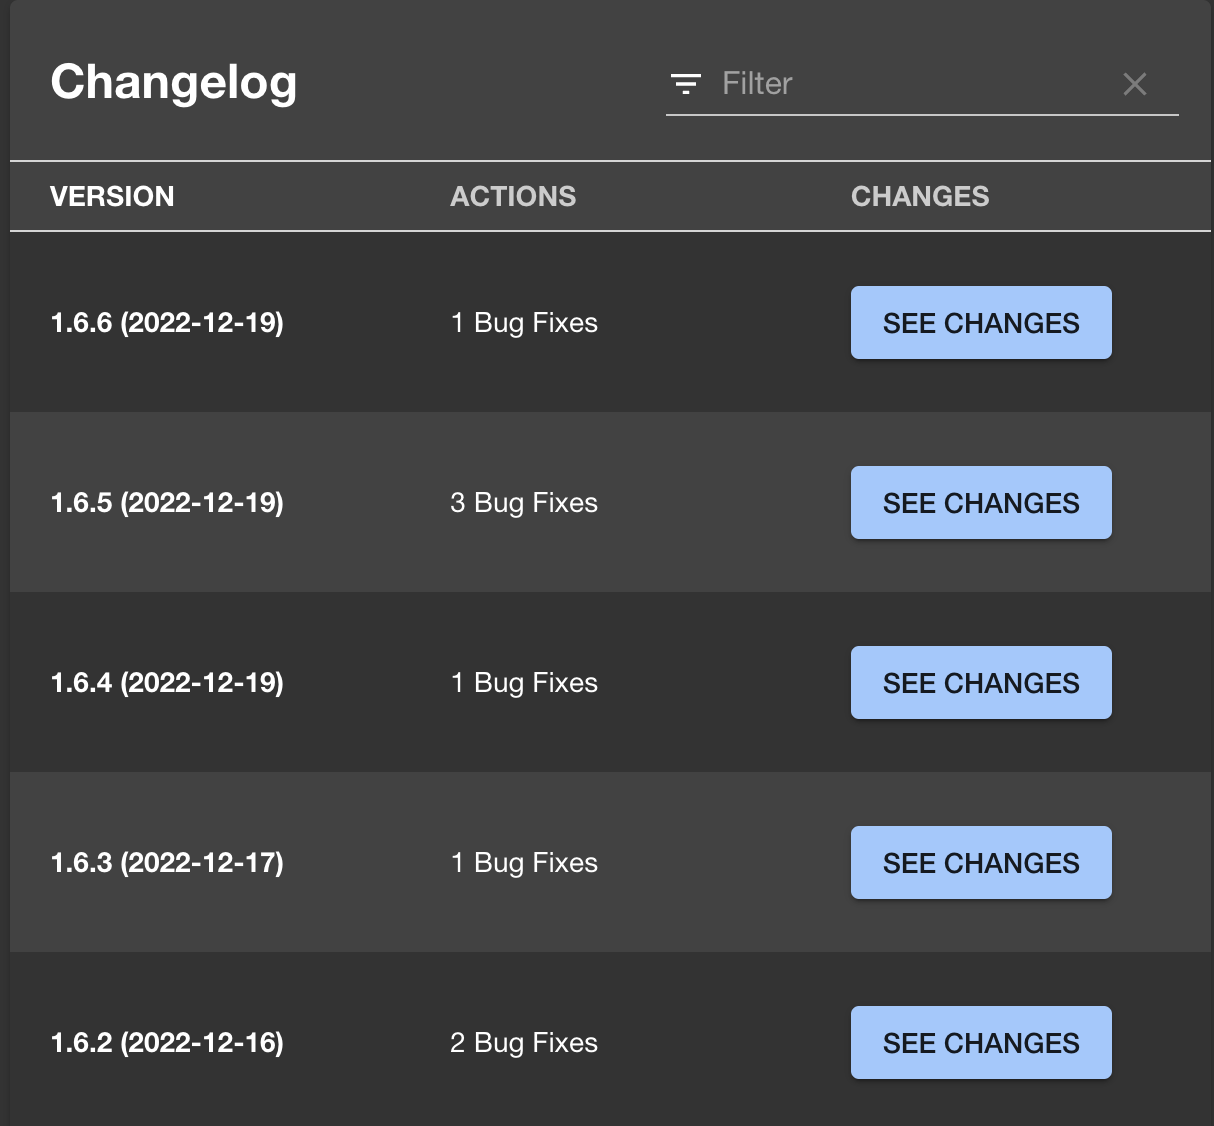 Changelog
Filter
VERSION ACTIONS CHANGES
1.6.6 (2022-12-19) 1 Bug Fixes SEE CHANGES
1.6.5 (2022-12-19) 3 Bug Fixes SEE CHANGES
1.6.4 (2022-12-19) 1 Bug Fixes SEE CHANGES
1.6.3 (2022-12-17) 1 Bug Fixes SEE CHANGES
1.6.2 (2022-12-16) 2 Bug Fixes SEE CHANGES